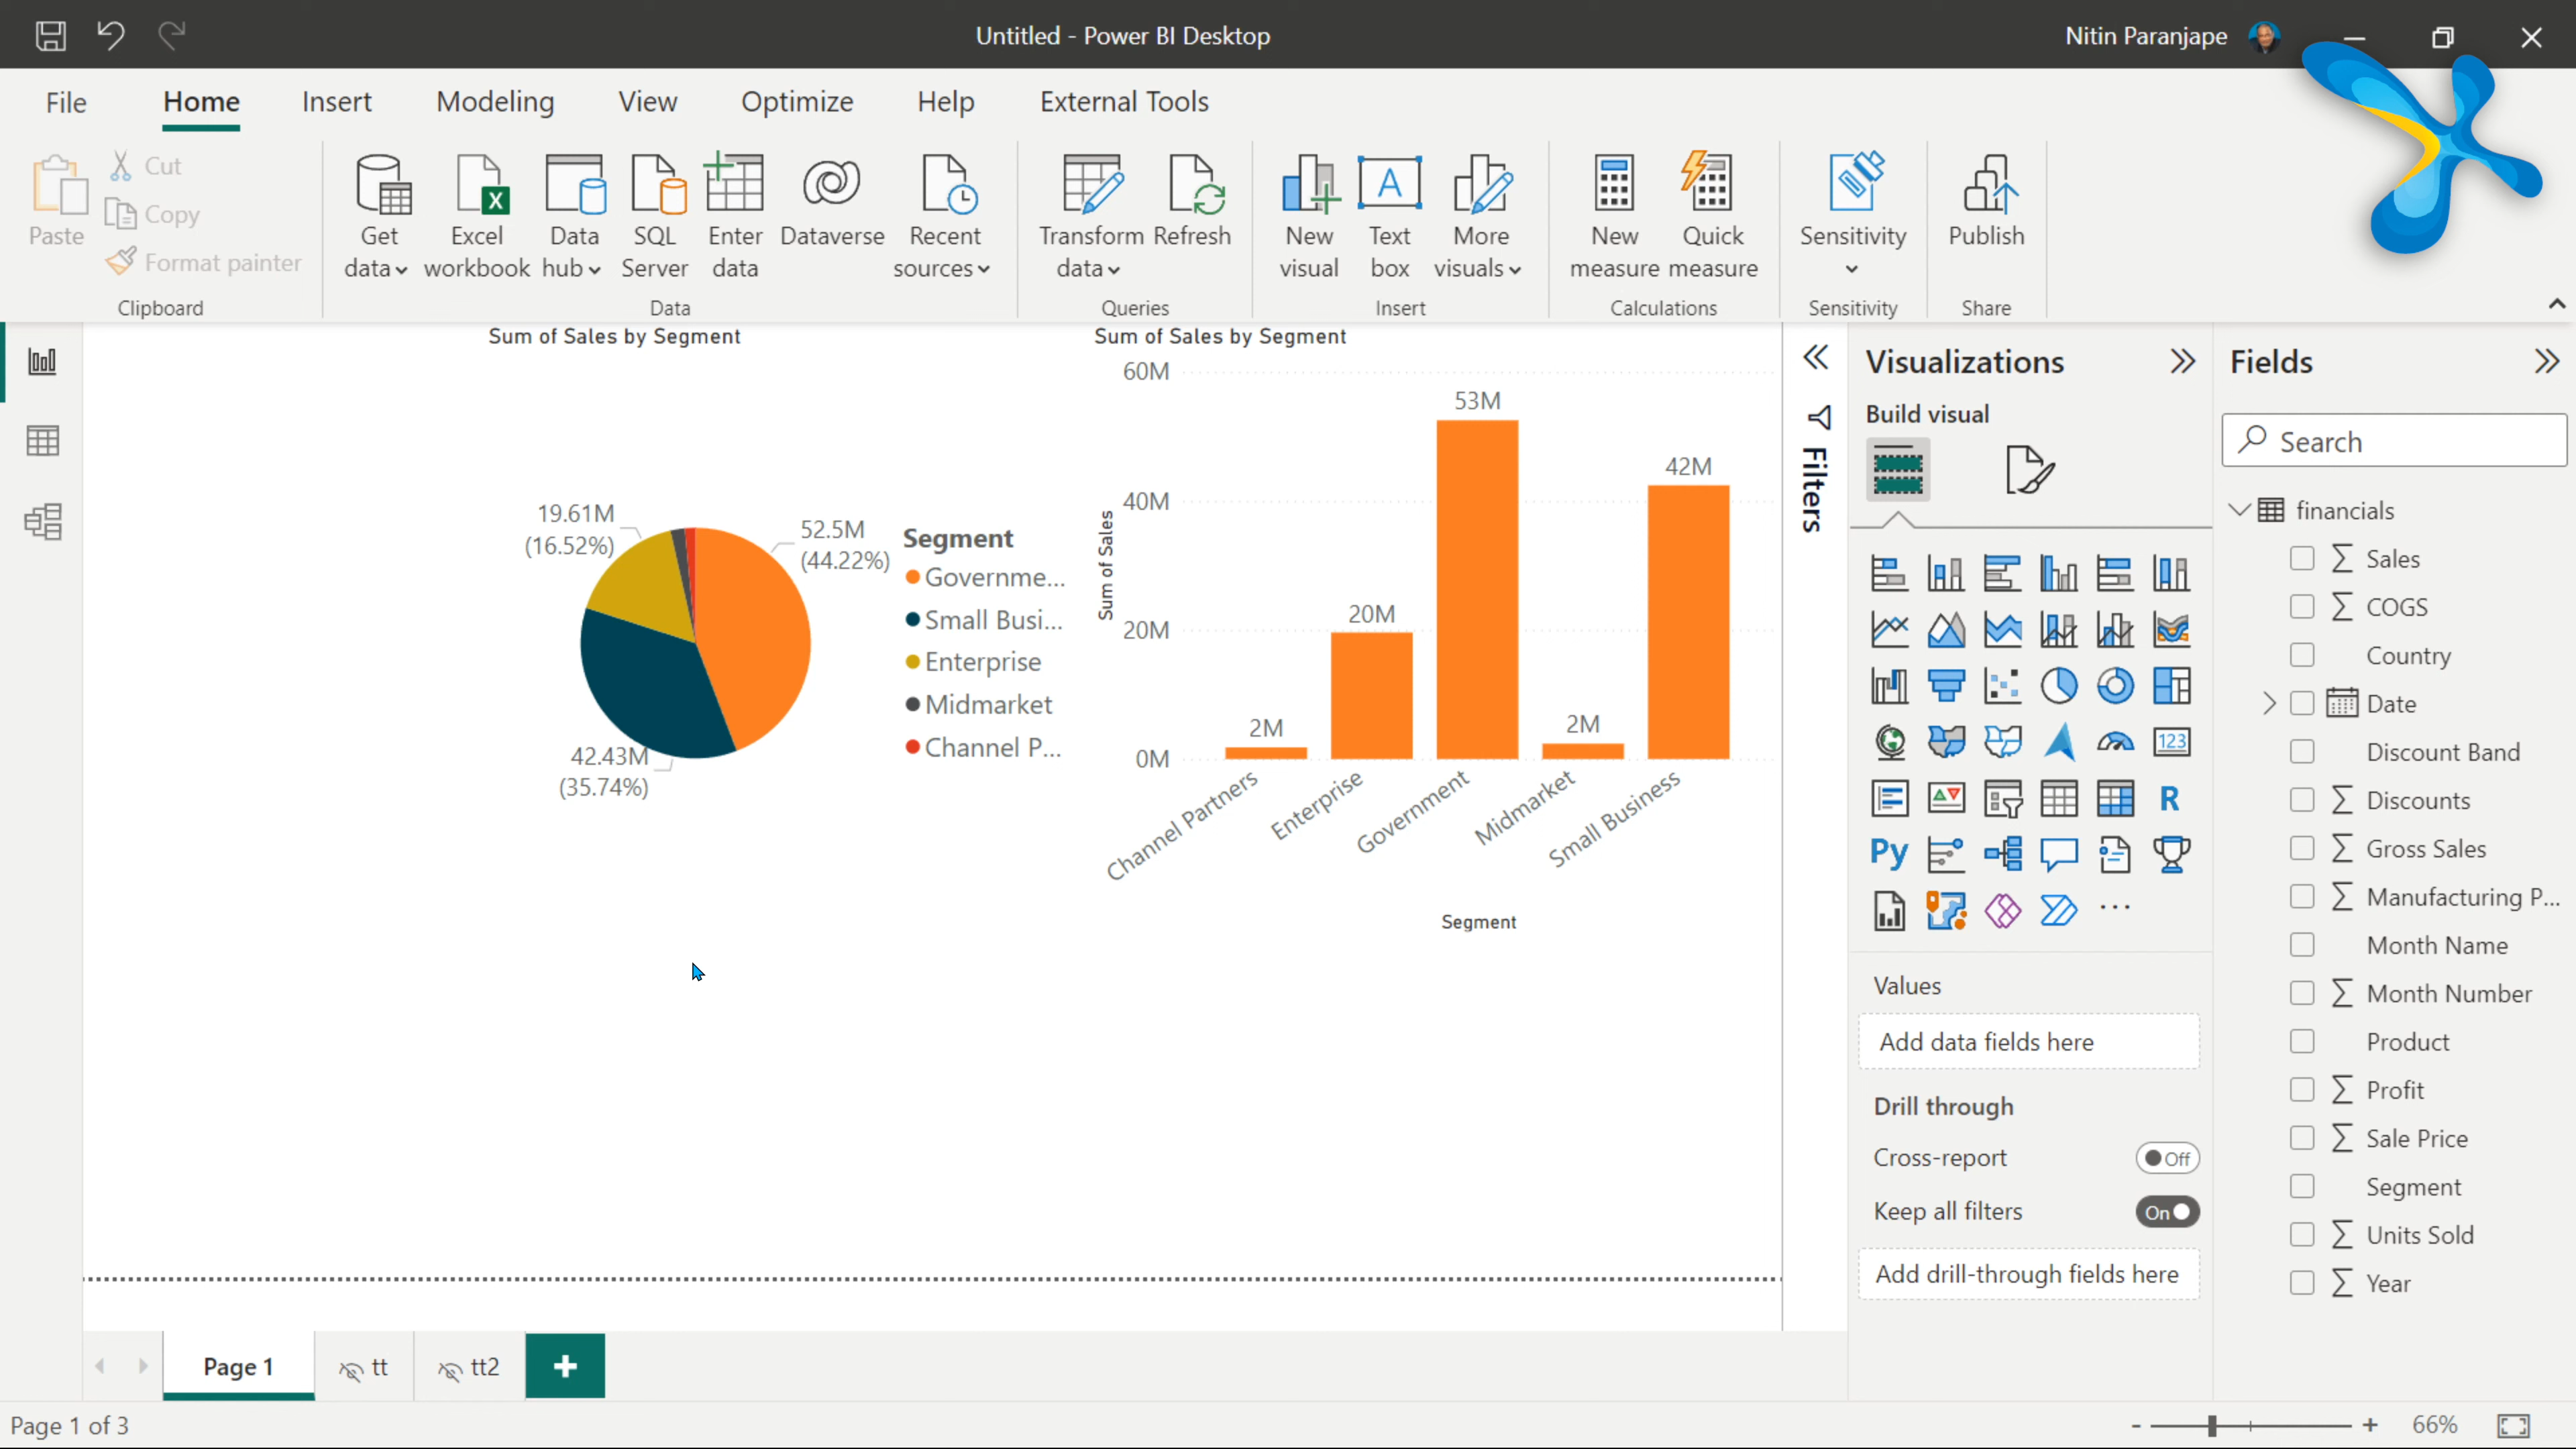 Untitled - Power BI Desktop
Nitin Paranjape
File
Home
Insert
Modeling
View
Optimize
Help
External Tools
Paste
Cut
Copy
Format painter
Clipboard
Get
data
Excel
workbook
Data
hub
SQL
Server
Enter
data
Dataverse
Recent
sources
Data
Transform
data
Refresh
Queries
New
visual
A
Text
box
More
visuals
Insert
New
measure
Quick
measure
Calculations
Sensitivity
Sensitivity
Publish
Share
Sum of Sales by Segment
19.61M
(16.52%)
52.5M
(44.22%)
42.43M
(35.74%)
Segment
Governme...
Small Busi...
Enterprise
Midmarket
Channel P...
Sum of Sales by Segment
Sum of Sales
60M
40M
20M
0M
2M
20M
53M
2M
42M
Channel Partners
Enterprise
Government
Midmarket
Small Business
Segment
Filters
Visualizations
Build visual
123
R
Py
...
Values
Add data fields here
Drill through
Cross-report
Off
Keep all filters
On
Add drill-through fields here
Fields
Search
financials
Sales
COGS
Country
Date
Discount Band
Discounts
Gross Sales
Manufacturing P...
Month Name
Month Number
Product
Profit
Sale Price
Segment
Units Sold
Year
Page 1
tt
tt2
Page 1 of 3
66%